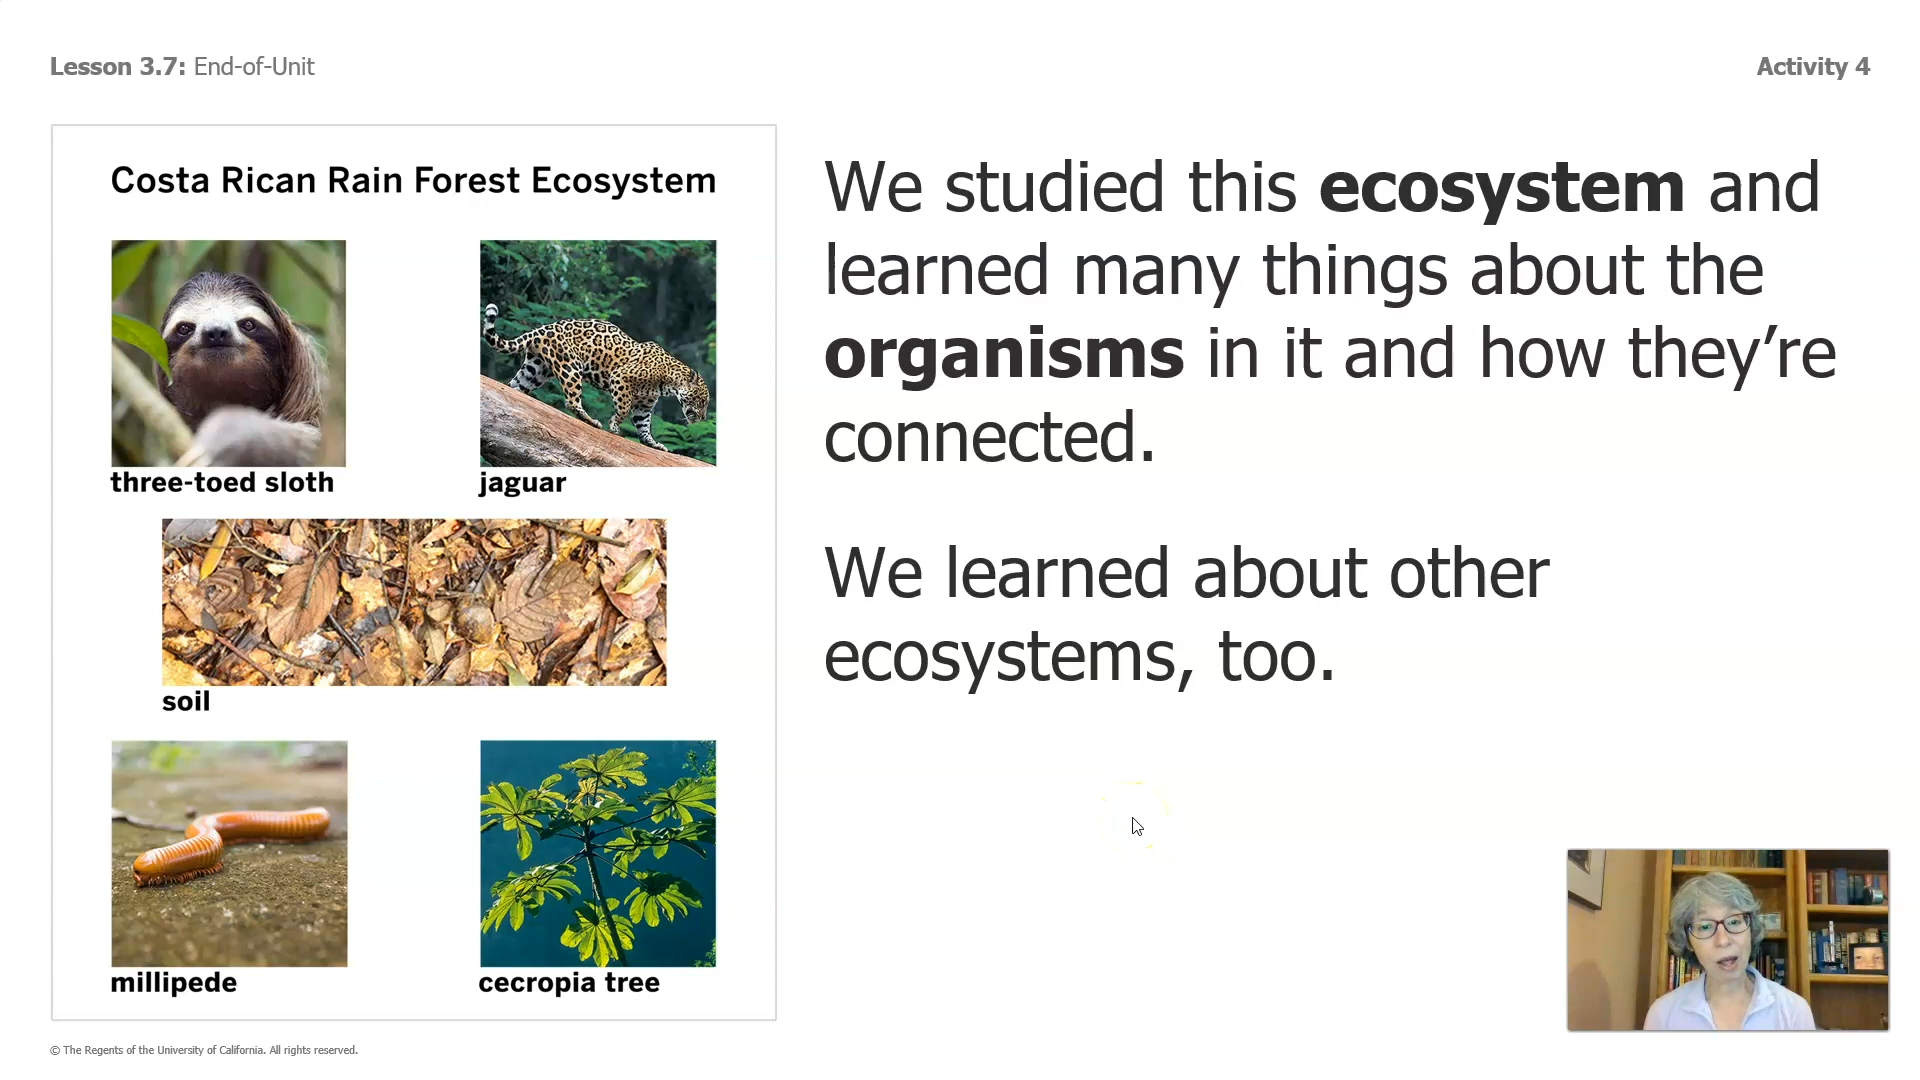 Lesson 3.7: End-of-Unit
Activity 4
Costa Rican Rain Forest Ecosystem
three-toed sloth
jaguar
soil
millipede
cecropia tree
We studied this ecosystem and
learned many things about the
organisms in it and how they’re
connected.
We learned about other
ecosystems, too.
© The Regents of the University of California. All rights reserved.